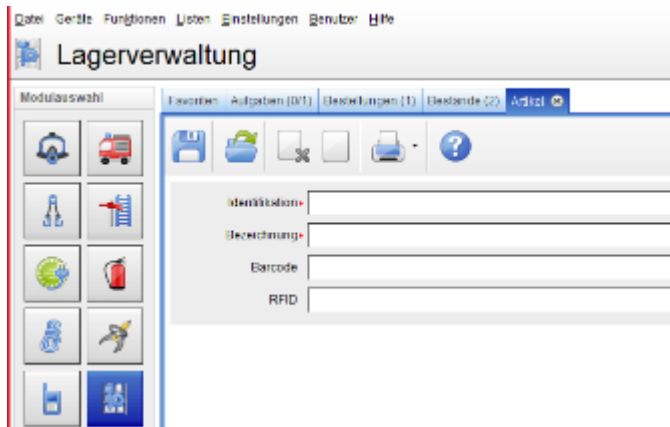 Datei Geräte Funktionen Listen Einstellungen Benutzer Hilfe
Lagerverwaltung
Modulauswahl
Favoriten Aufgaben (0/1) Bestellungen (1) Bestände (2) Artikel
Identifikation*
Bezeichnung*
Barcode
RFID